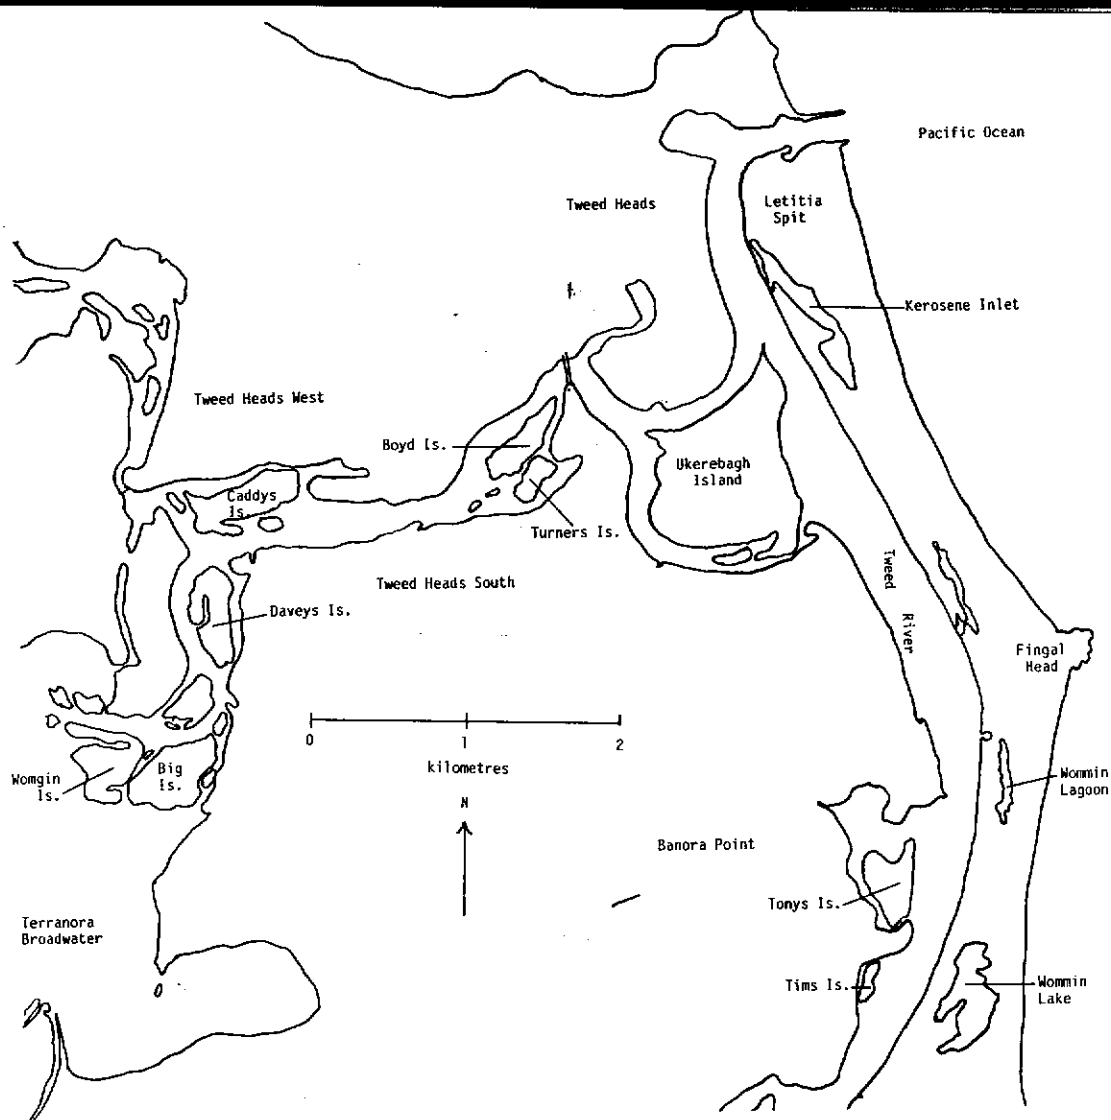 Pacific Ocean
Tweed Heads
Letitia
Spit
Kerosene Inlet
Tweed Heads West
Boyd Is.
Ukerebagh
Island
Caddys
Is.
Turners Is.
Tweed Heads South
Tweed
River
Daveys Is.
Fingal
Head
0
1
2
kilometres
Womgin
Is.
Big
Is.
Wommin
Lagoon
N
Banora Point
Tonys Is.
Terranora
Broadwater
Tims Is.
Wommin
Lake